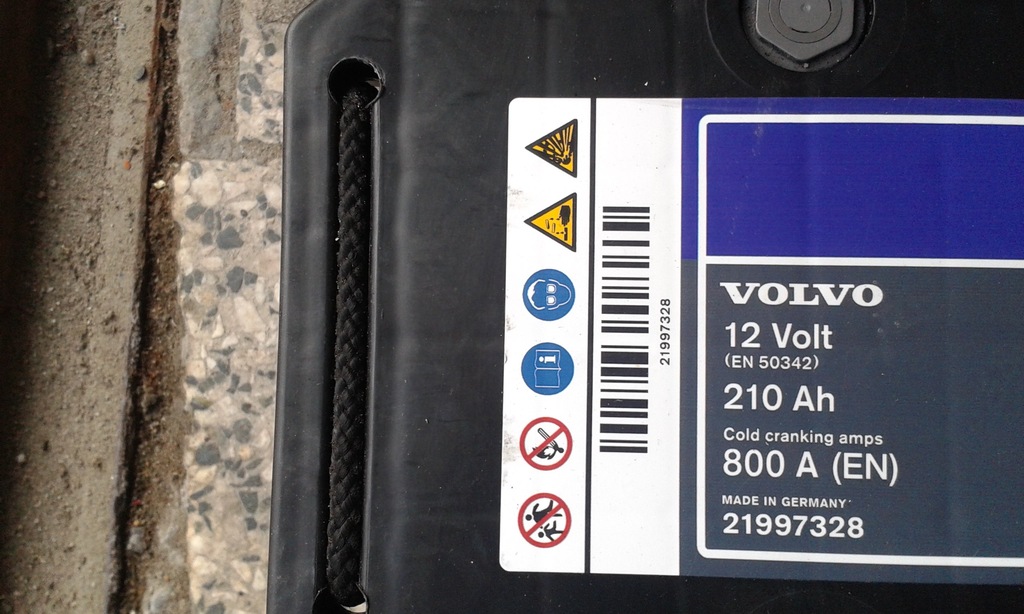 21997328
VOLVO
12 Volt
(EN 50342)
210 Ah
Cold cranking amps
800 A (EN)
MADE IN GERMANY
21997328